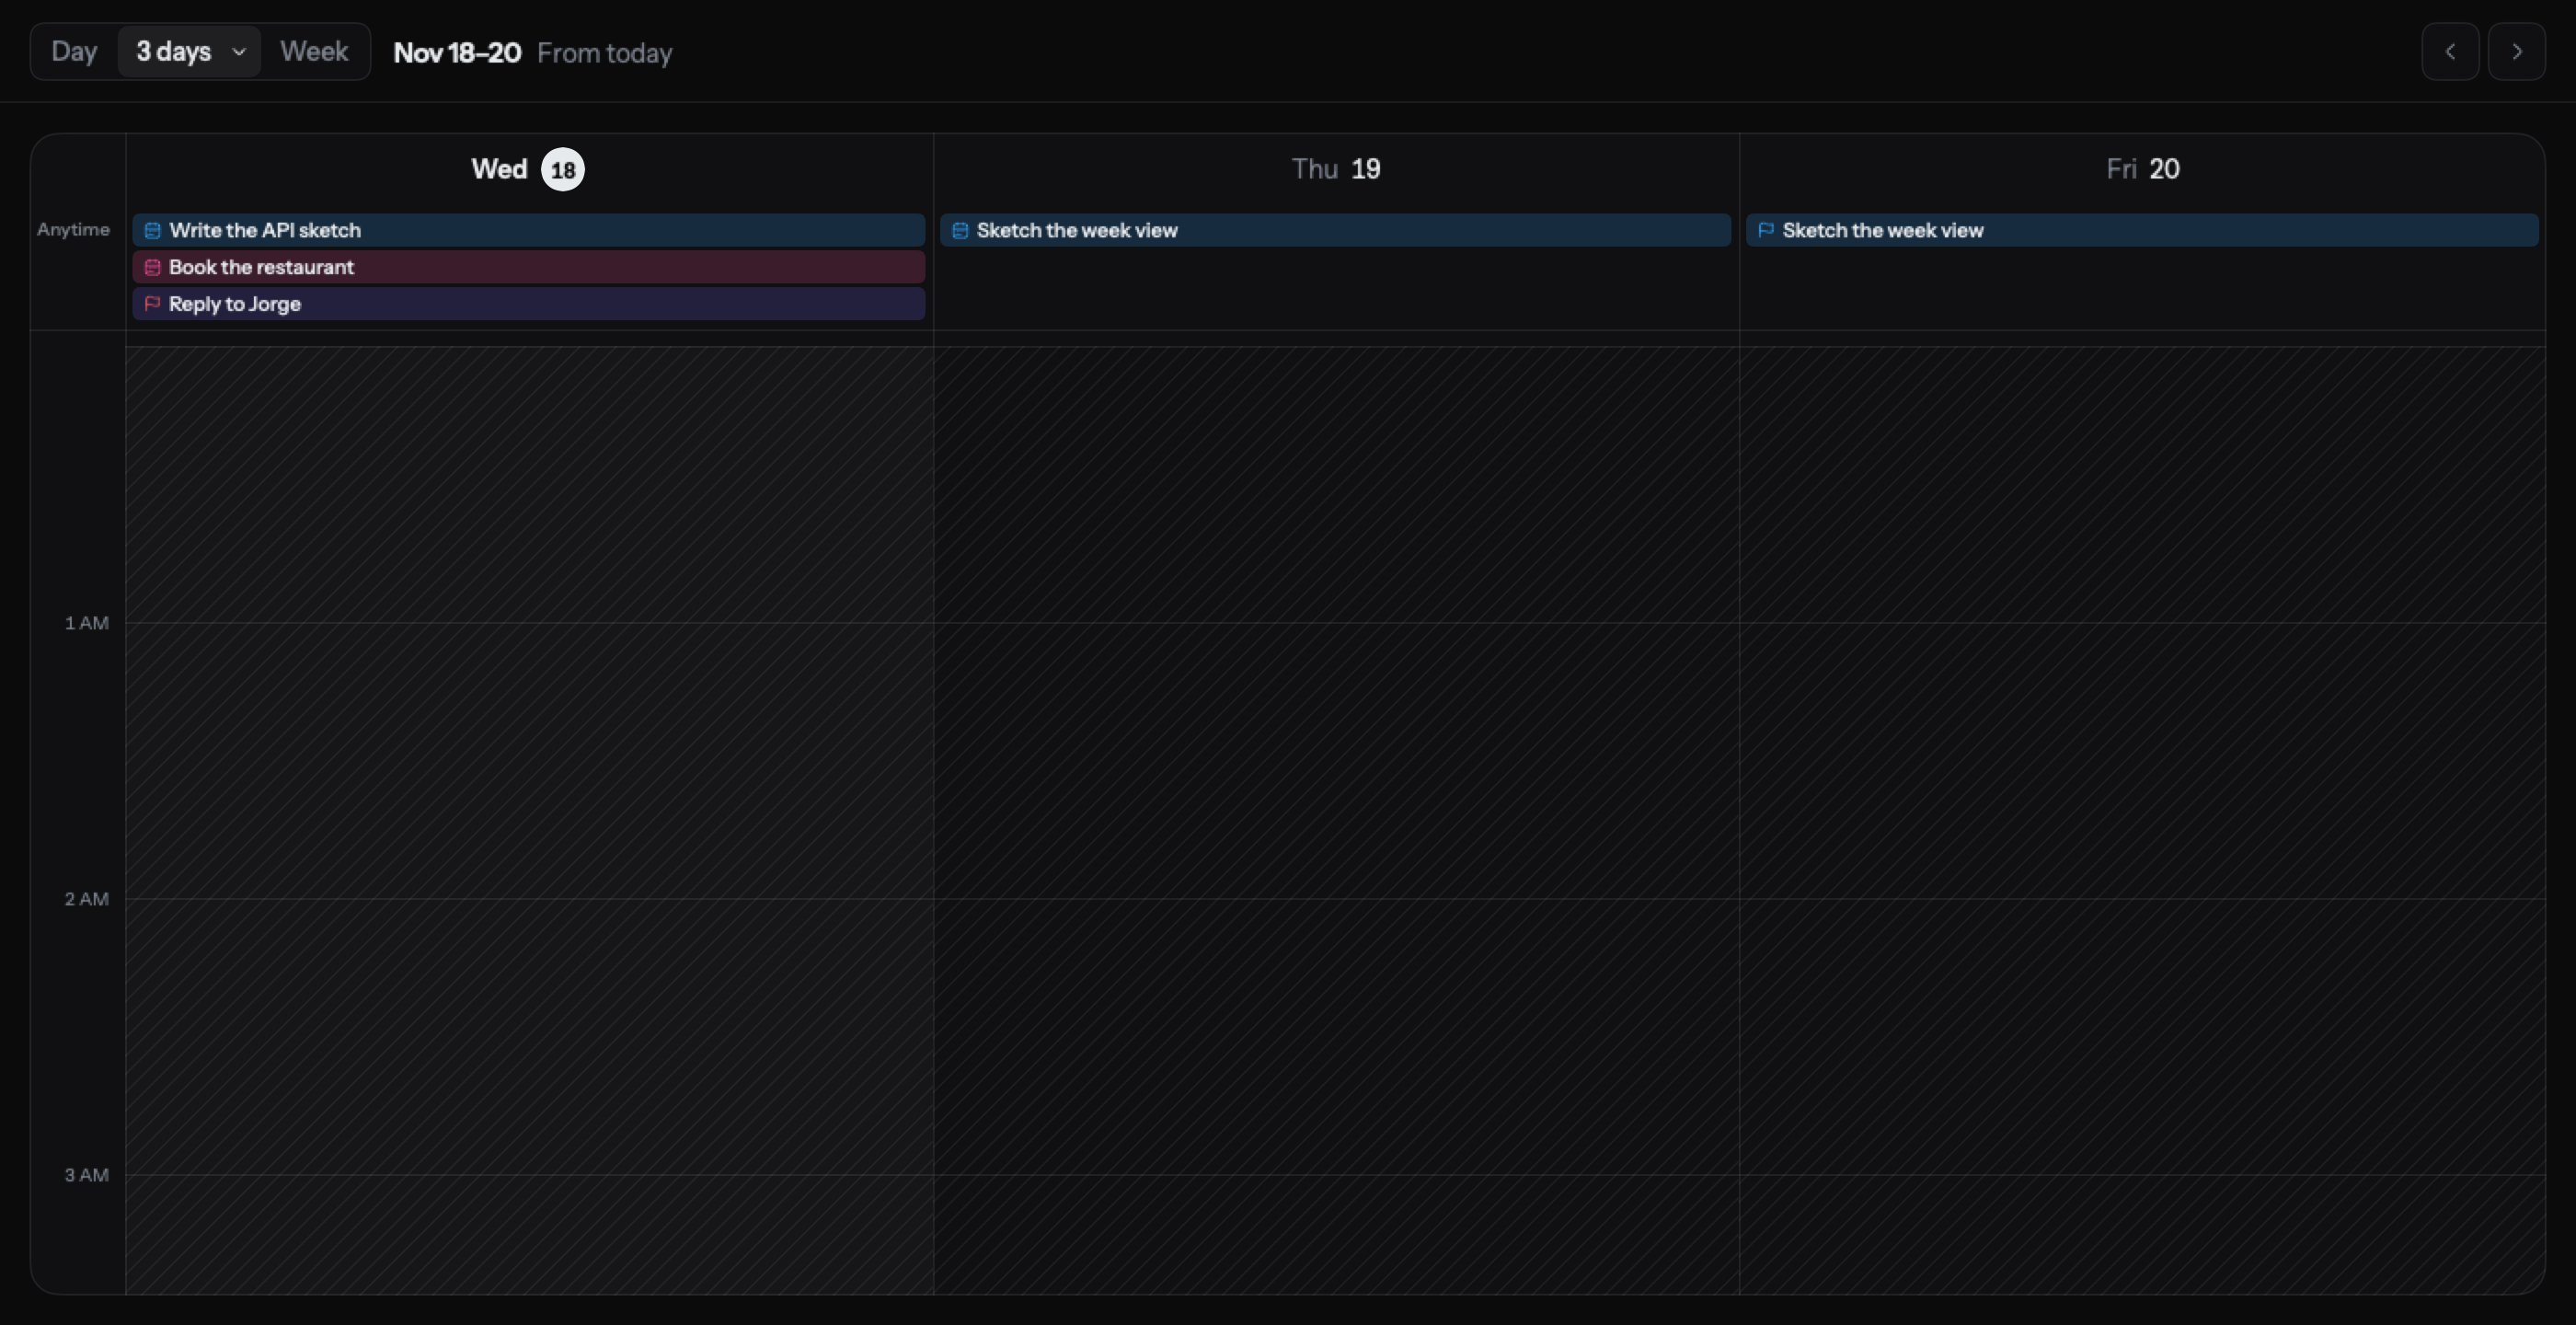 Day 3 days Week Nov 18–20 From today
Wed 18 Thu 19 Fri 20
Anytime Write the API sketch Sketch the week view Sketch the week view
Book the restaurant
Reply to Jorge
1 AM
2 AM
3 AM